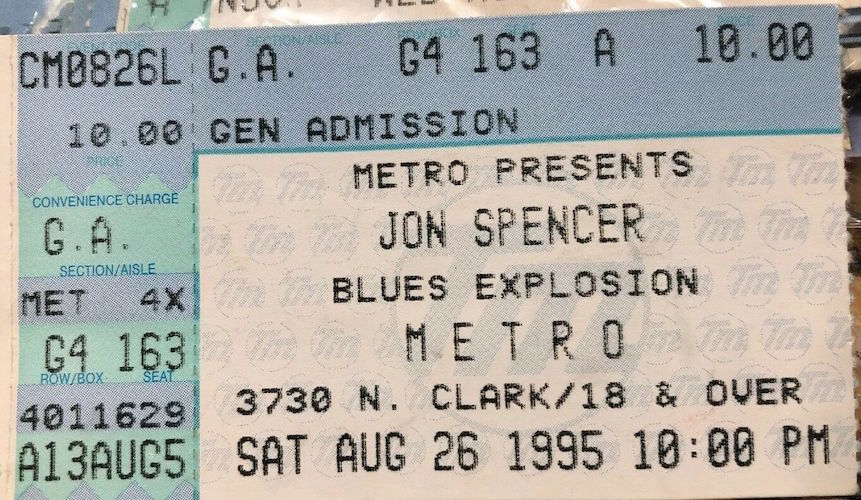 CM0826L G.A. G4 163 A 10.00
10.00 GEN ADMISSION
PRICE
CONVENIENCE CHARGE
G.A.
SECTION/AISLE
MET 4X
G4 163
ROW/BOX SEAT
4011629
A13AUG5
METRO PRESENTS
JON SPENCER
BLUES EXPLOSION
M E T R O
3730 N. CLARK/18 & OVER
SAT AUG 26 1995 10:00 PM